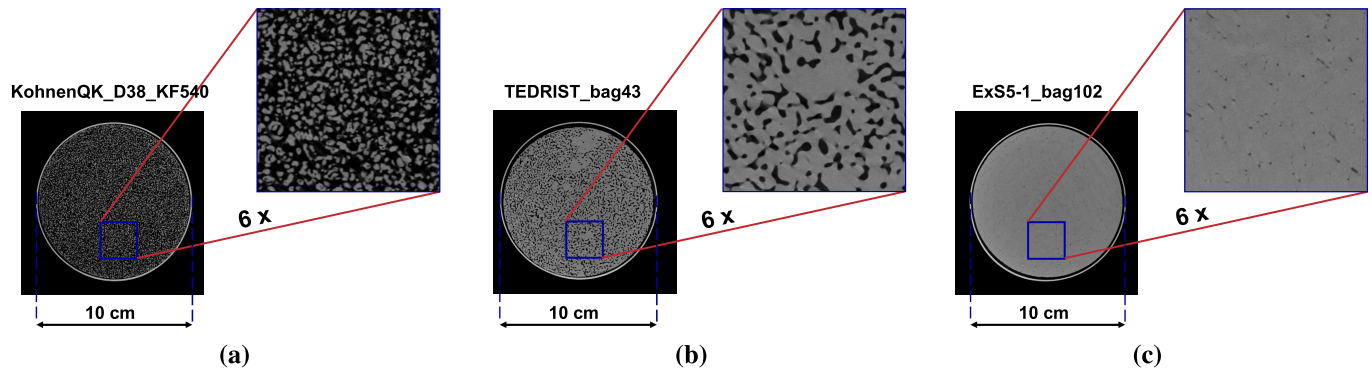 KohnenQK_D38_KF540
6 x
10 cm
(a)
TEDRIST_bag43
6 x
10 cm
(b)
ExS5-1_bag102
6 x
10 cm
(c)